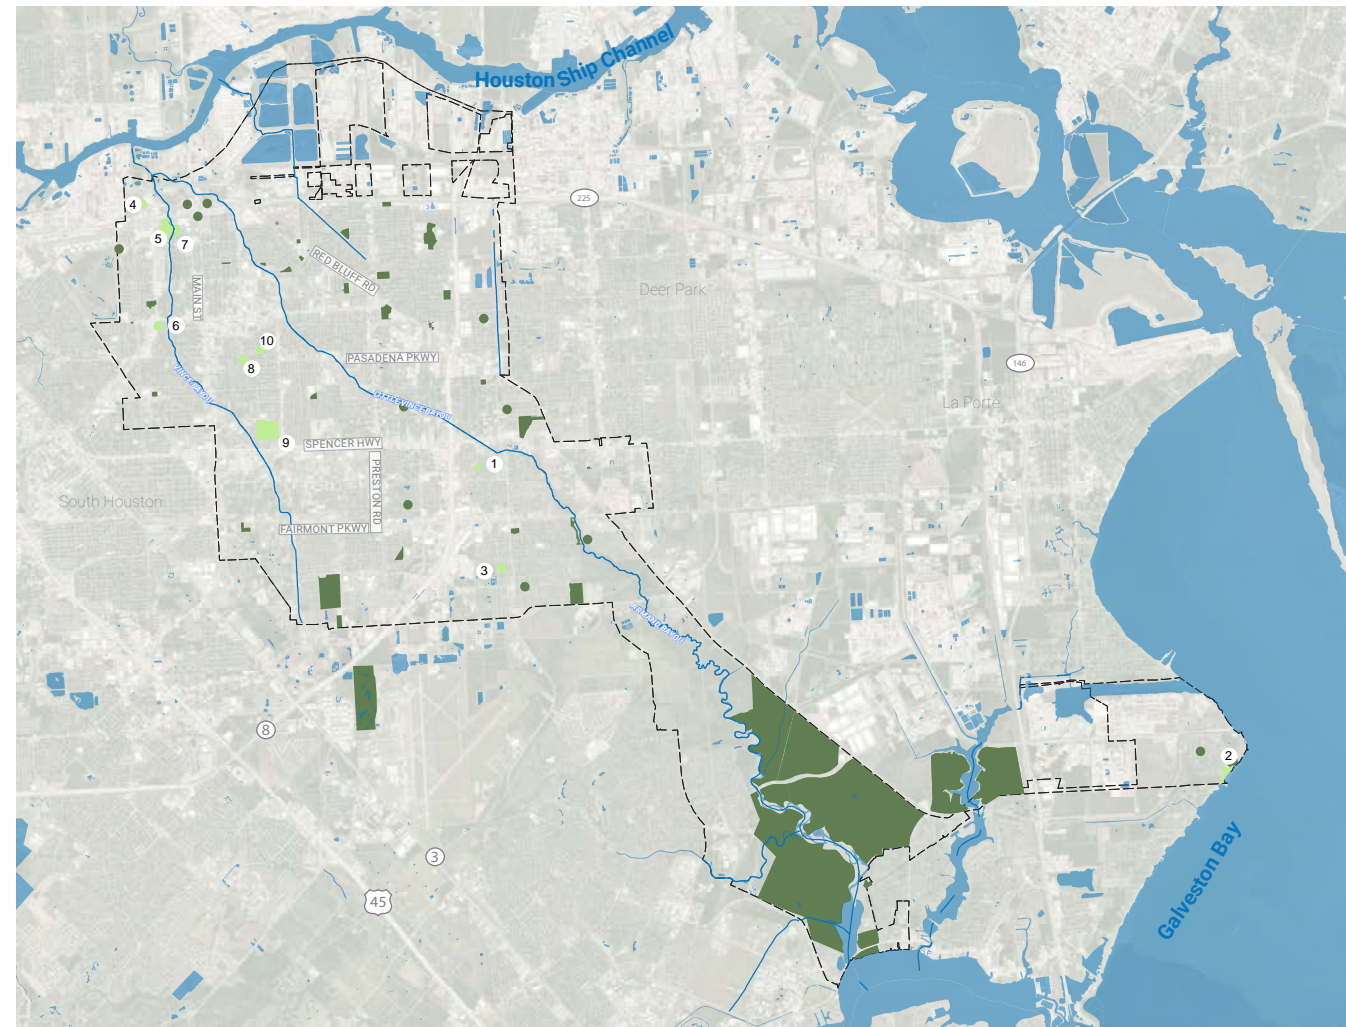 Houston Ship Channel
225
4
5
7
RED BLUFF RD
MAIN ST
Deer Park
6
10
8
PASADENA PKWY
146
VINCE BAYOU
LITTLE VINCE BAYOU
La Porte
9
SPENCER HWY
1
PRESTON RD
South Houston
FAIRMONT PKWY
3
ARMAND BAYOU
8
2
3
45
Galveston Bay